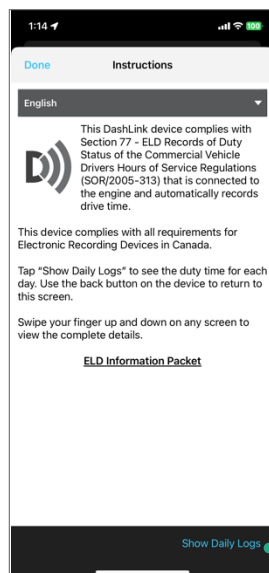 1:14
100
Done
Instructions
English
This DashLink device complies with
Section 77 - ELD Records of Duty
Status of the Commercial Vehicle
Drivers Hours of Service Regulations
(SOR/2005-313) that is connected to
the engine and automatically records
drive time.
This device complies with all requirements for
Electronic Recording Devices in Canada.
Tap “Show Daily Logs” to see the duty time for each
day. Use the back button on the device to return to
this screen.
Swipe your finger up and down on any screen to
view the complete details.
ELD Information Packet
Show Daily Logs